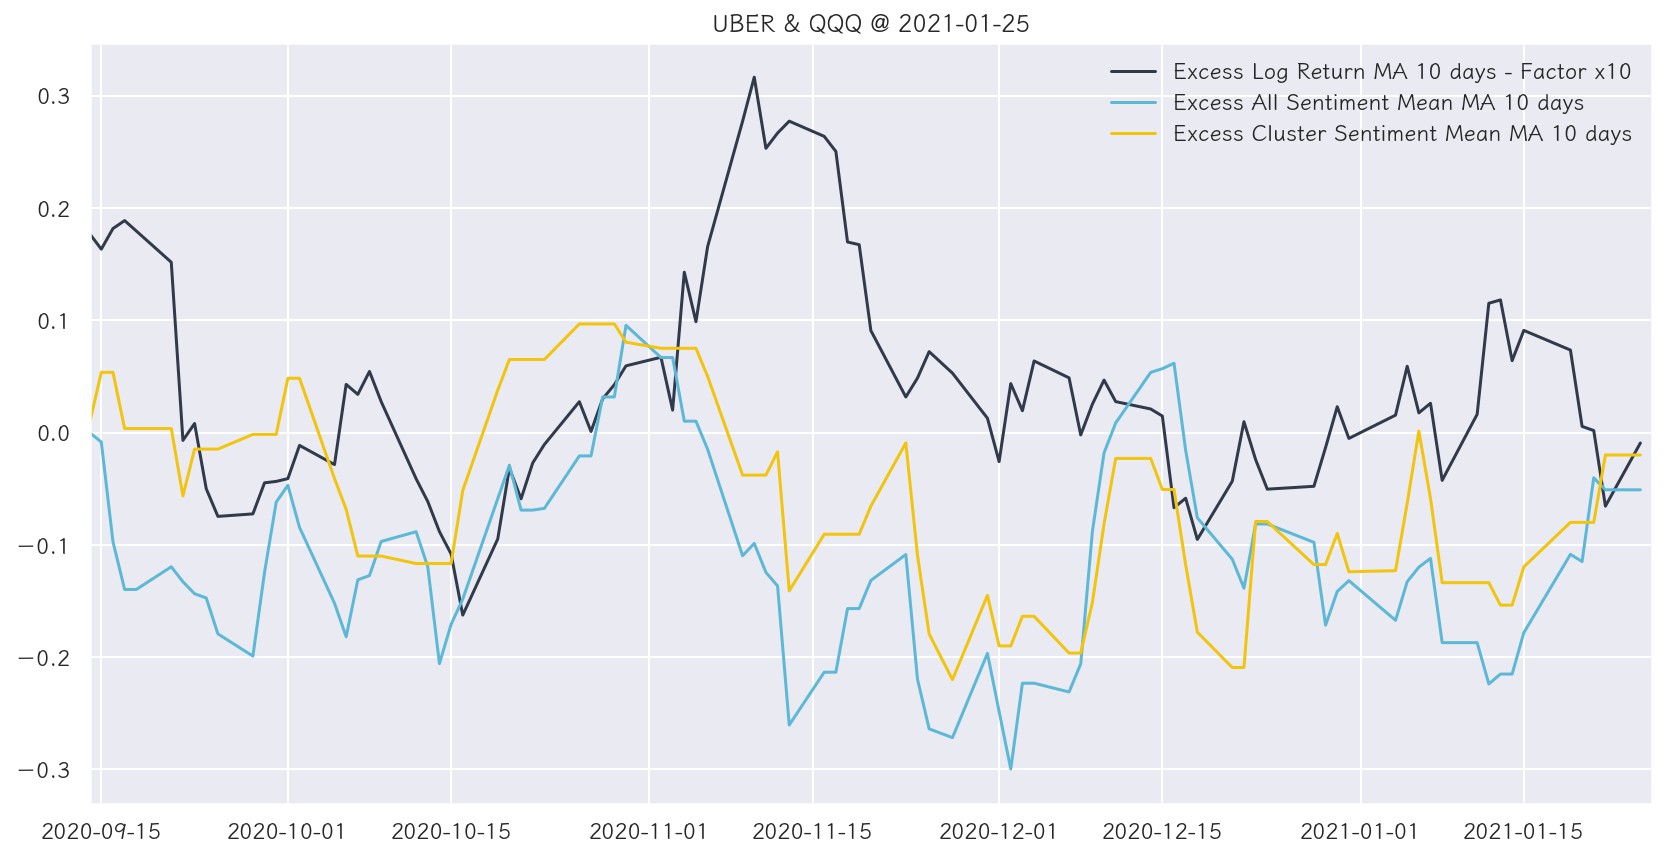 UBER & QQQ @ 2021-01-25
Excess Log Return MA 10 days - Factor x10
Excess All Sentiment Mean MA 10 days
Excess Cluster Sentiment Mean MA 10 days
0.3
0.2
0.1
0.0
−0.1
−0.2
−0.3
2020-09-15 2020-10-01 2020-10-15 2020-11-01 2020-11-15 2020-12-01 2020-12-15 2021-01-01 2021-01-15